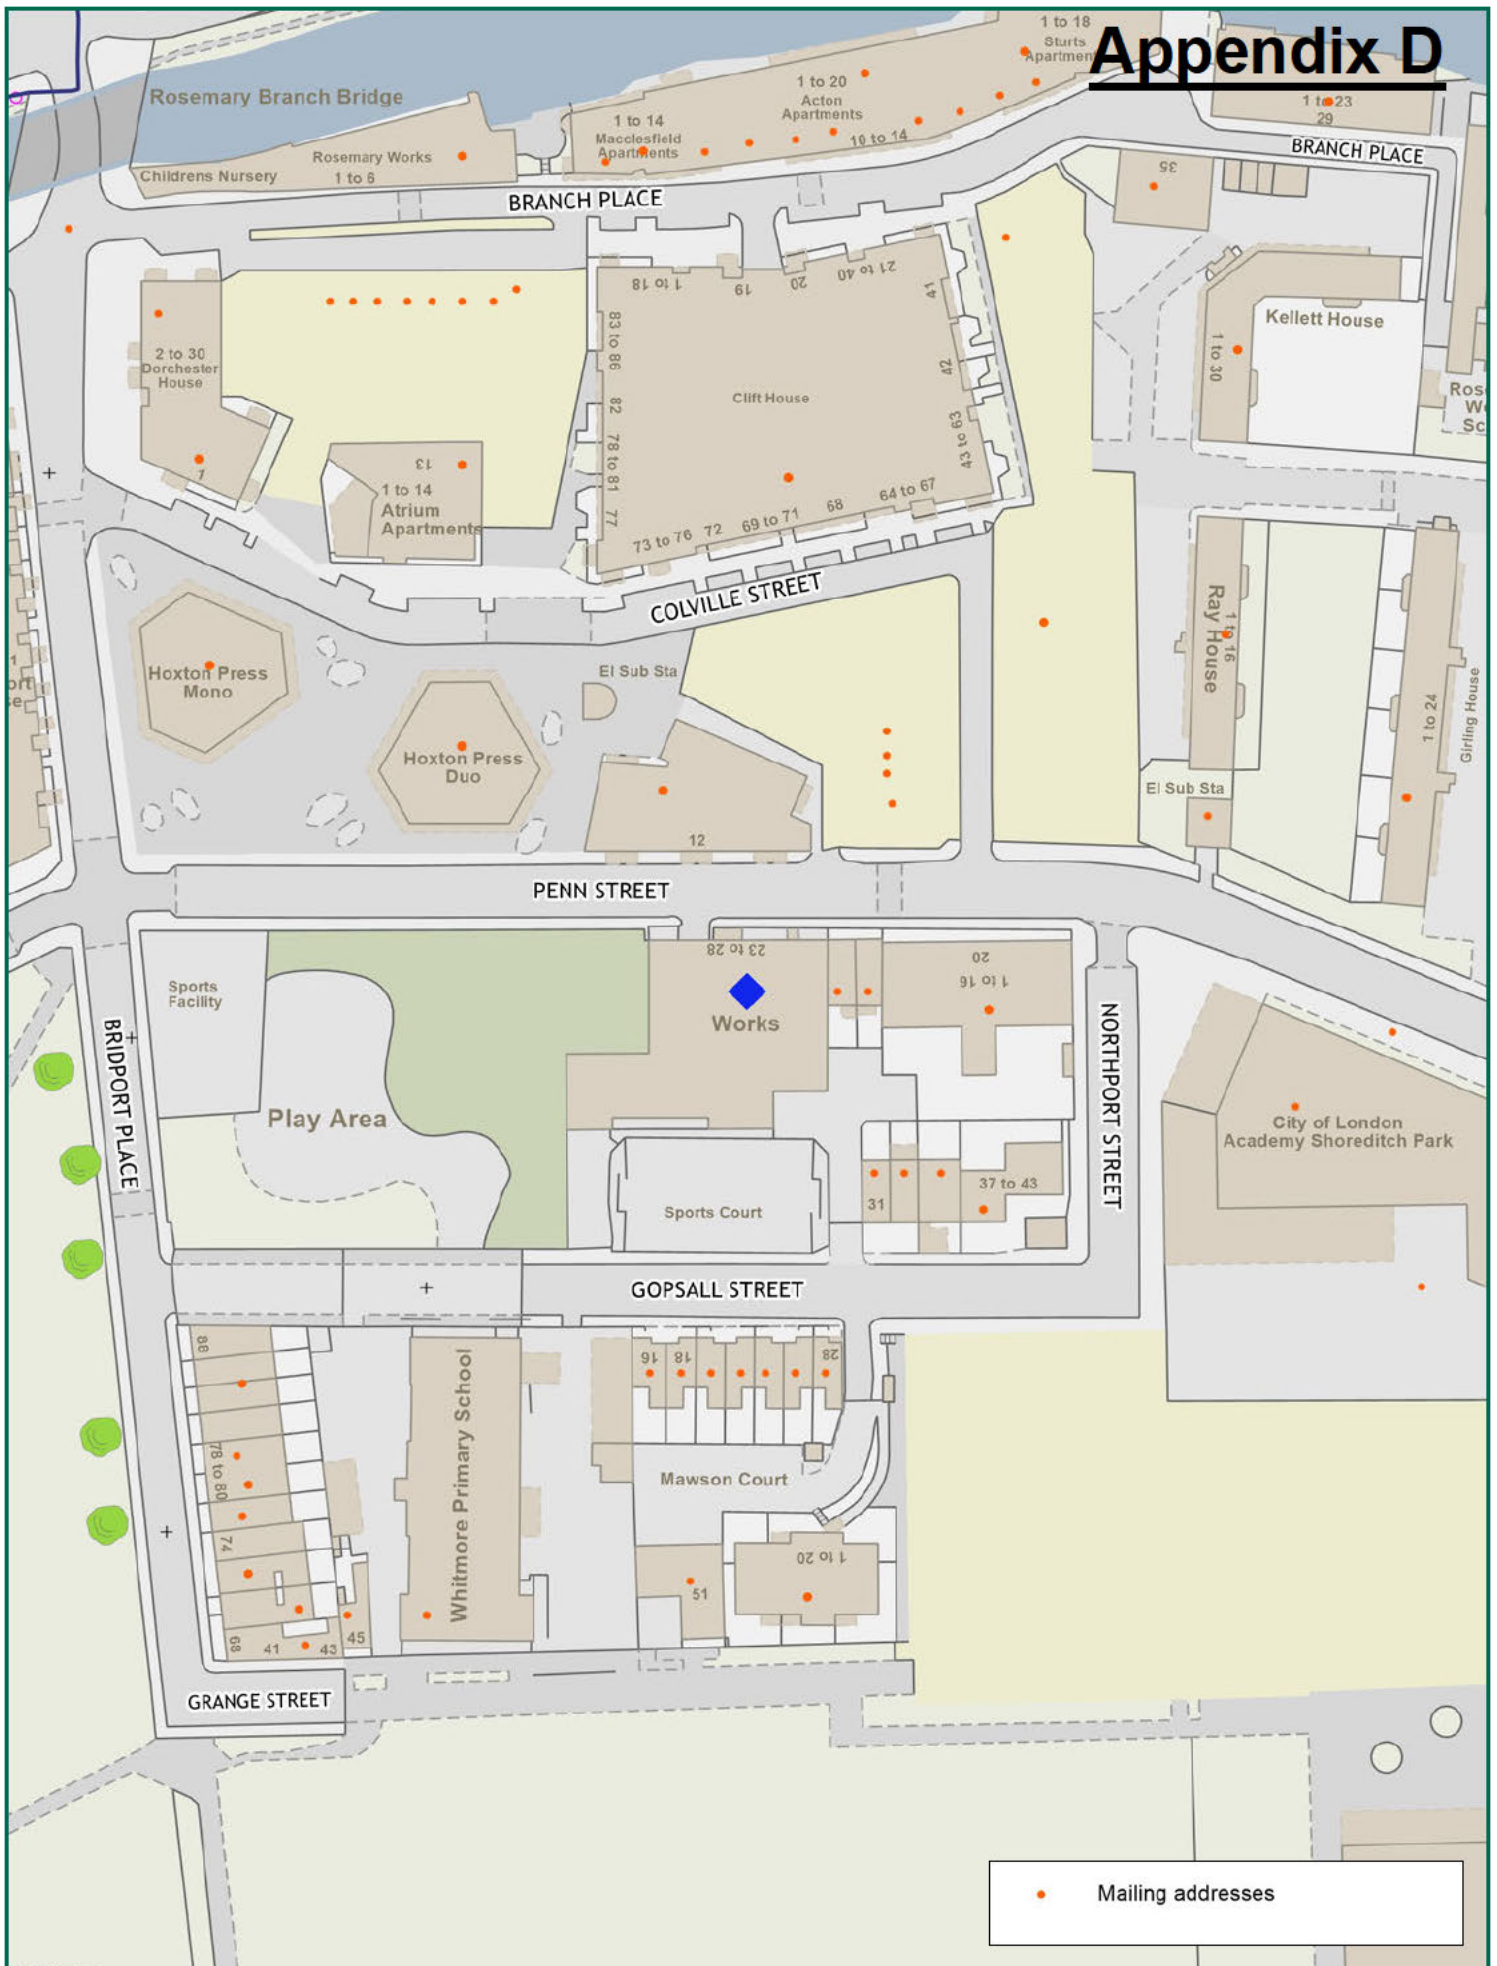 Appendix D
1 to 18
Sturts
Apartment
Rosemary Branch Bridge
1 to 20
Acton
Apartments
1 to 23
29
1 to 14
Macclesfield
Apartments
10 to 14
BRANCH PLACE
Rosemary Works
Childrens Nursery
1 to 6
BRANCH PLACE
35
1 to 18
19
20
21 to 40
41
42
43 to 63
83 to 86
82
78 to 81
77
Clift House
64 to 67
68
69 to 71
72
73 to 76
Kellett House
1 to 30
2 to 30
Dorchester
House
1
13
1 to 14
Atrium
Apartments
COLVILLE STREET
Ray House
1 to 16
1 to 24
Girling House
Hoxton Press
Mono
El Sub Sta
Hoxton Press
Duo
El Sub Sta
12
PENN STREET
23 to 28
Works
20
1 to 16
Sports
Facility
BRIDPORT PLACE
Play Area
NORTHPORT STREET
City of London
Academy Shoreditch Park
31
37 to 43
Sports Court
GOPSALL STREET
88
78 to 80
74
68
41
43
45
Whitmore Primary School
16
18
28
Mawson Court
51
1 to 20
GRANGE STREET
Mailing addresses